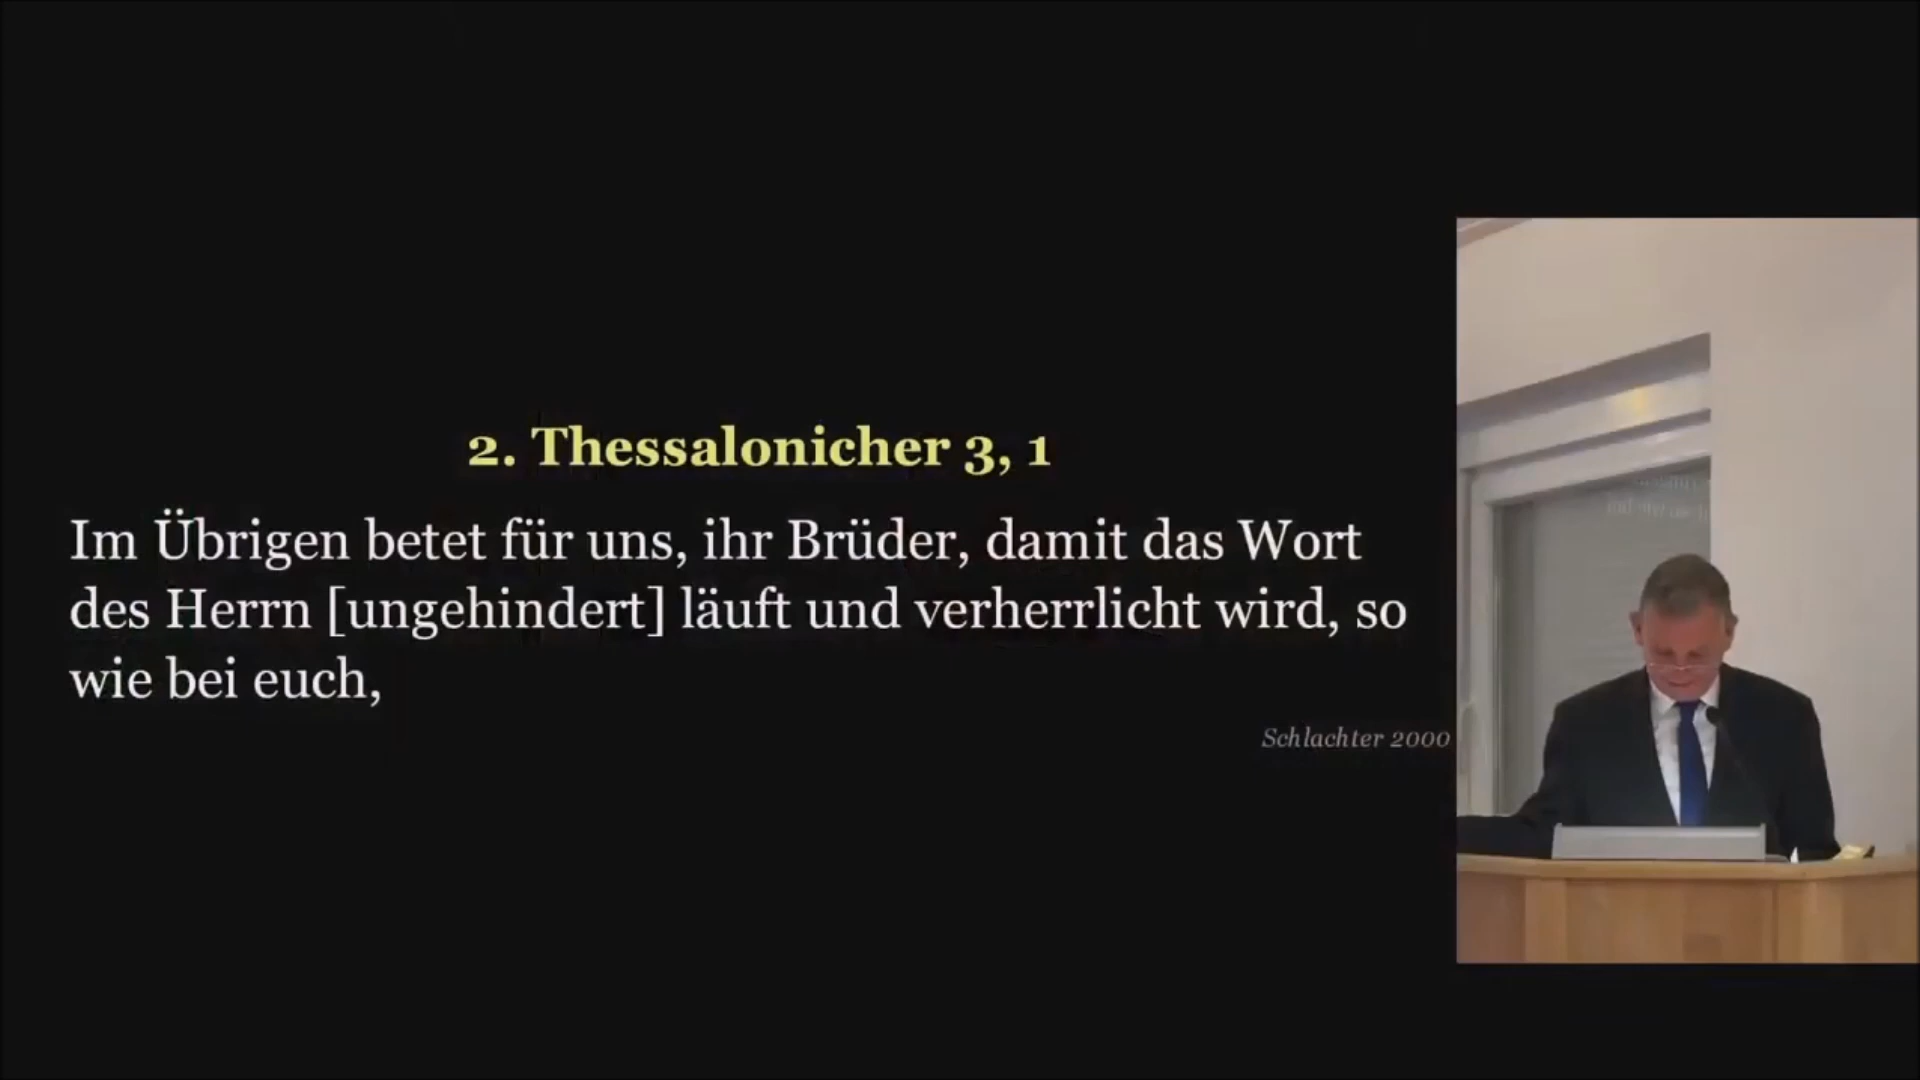 2. Thessalonicher 3, 1
Im Übrigen betet für uns, ihr Brüder, damit das Wort
des Herrn [ungehindert] läuft und verherrlicht wird, so
wie bei euch,
Schlachter 2000